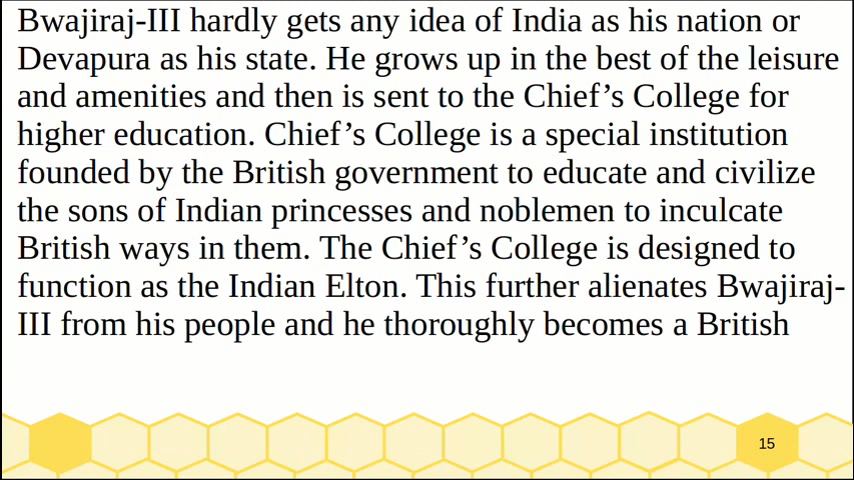 Bwajiraj-III hardly gets any idea of India as his nation or
Devapura as his state. He grows up in the best of the leisure
and amenities and then is sent to the Chief’s College for
higher education. Chief’s College is a special institution
founded by the British government to educate and civilize
the sons of Indian princesses and noblemen to inculcate
British ways in them. The Chief’s College is designed to
function as the Indian Elton. This further alienates Bwajiraj-
III from his people and he thoroughly becomes a British
15